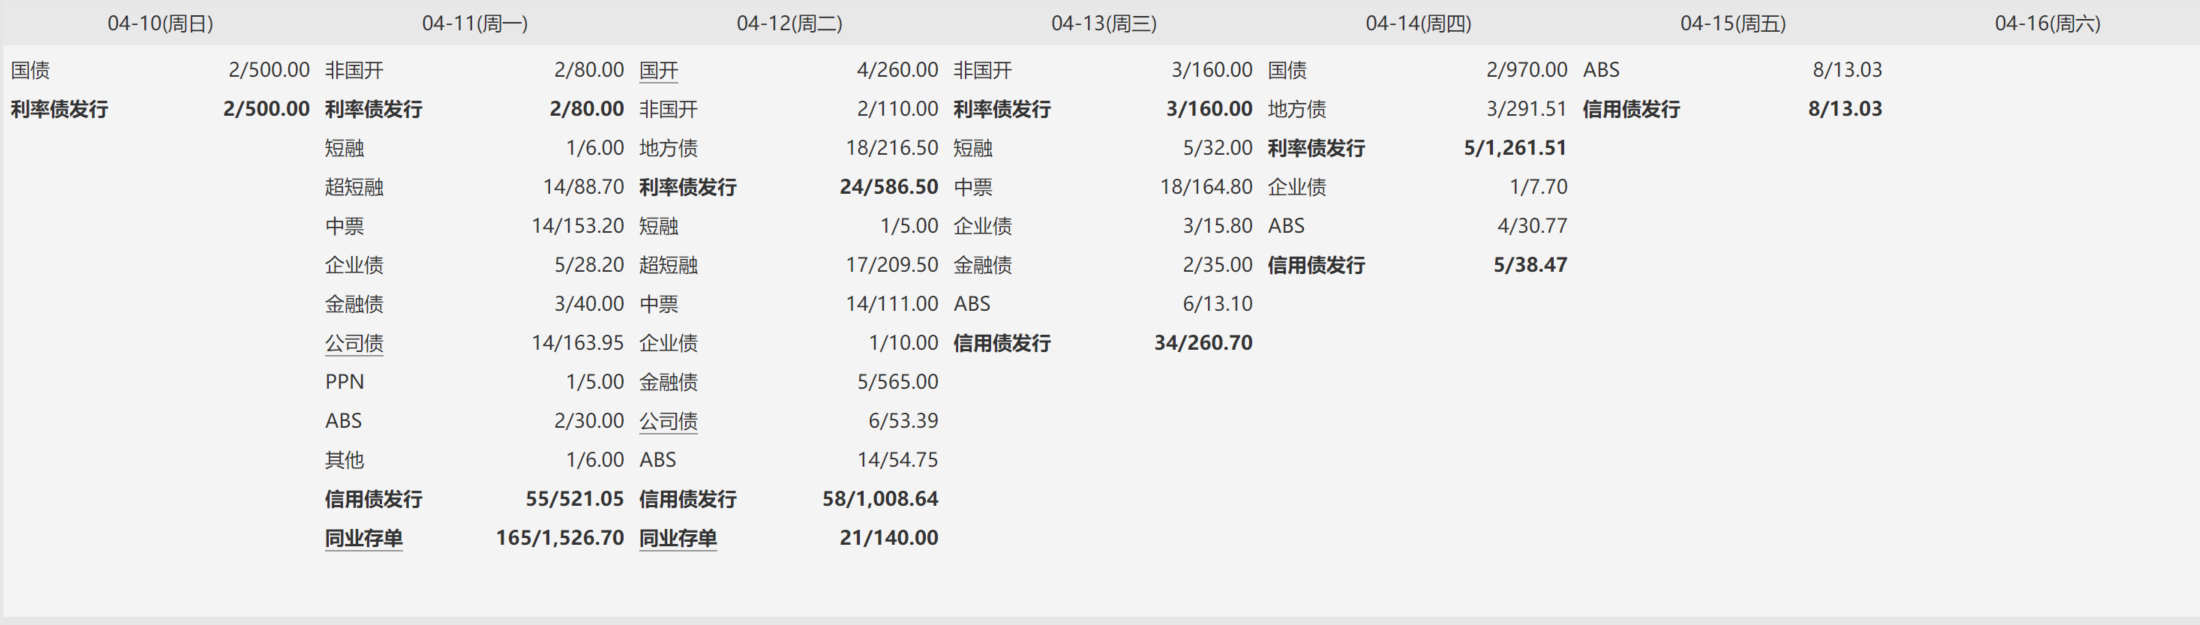 04-10(周日) 04-11(周一) 04-12(周二) 04-13(周三) 04-14(周四) 04-15(周五) 04-16(周六)
国债 2/500.00 非国开 2/80.00 国开 4/260.00 非国开 3/160.00 国债 2/970.00 ABS 8/13.03
利率债发行 2/500.00 利率债发行 2/80.00 非国开 2/110.00 利率债发行 3/160.00 地方债 3/291.51 信用债发行 8/13.03
短融 1/6.00 地方债 18/216.50 短融 5/32.00 利率债发行 5/1,261.51
超短融 14/88.70 利率债发行 24/586.50 中票 18/164.80 企业债 1/7.70
中票 14/153.20 短融 1/5.00 企业债 3/15.80 ABS 4/30.77
企业债 5/28.20 超短融 17/209.50 金融债 2/35.00 信用债发行 5/38.47
金融债 3/40.00 中票 14/111.00 ABS 6/13.10
公司债 14/163.95 企业债 1/10.00 信用债发行 34/260.70
PPN 1/5.00 金融债 5/565.00
ABS 2/30.00 公司债 6/53.39
其他 1/6.00 ABS 14/54.75
信用债发行 55/521.05 信用债发行 58/1,008.64
同业存单 165/1,526.70 同业存单 21/140.00